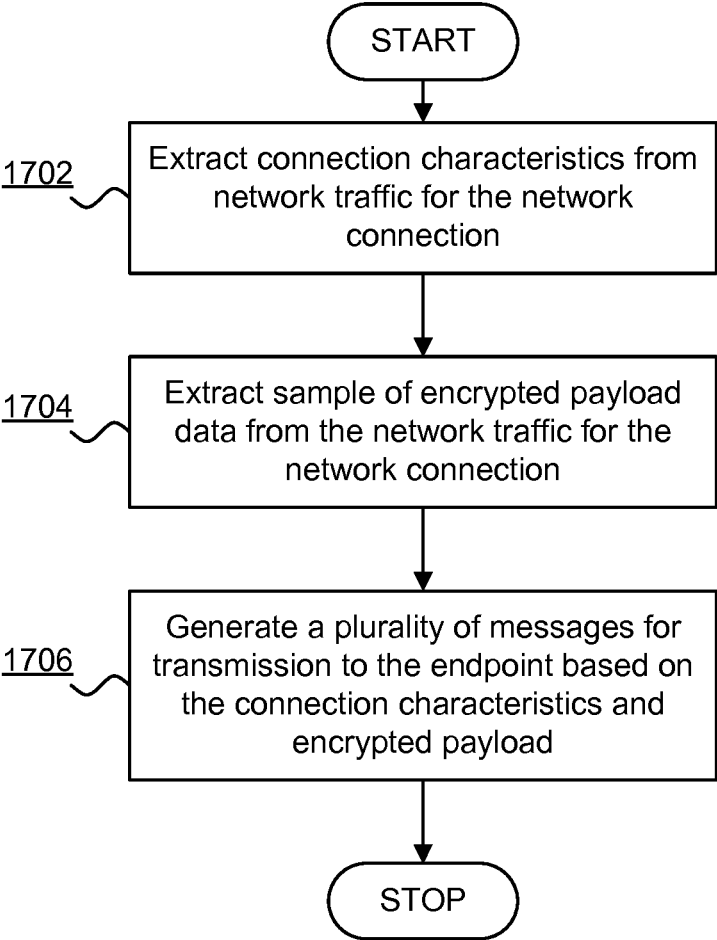 START
1702
Extract connection characteristics from
network traffic for the network
connection
1704
Extract sample of encrypted payload
data from the network traffic for the
network connection
1706
Generate a plurality of messages for
transmission to the endpoint based on
the connection characteristics and
encrypted payload
STOP